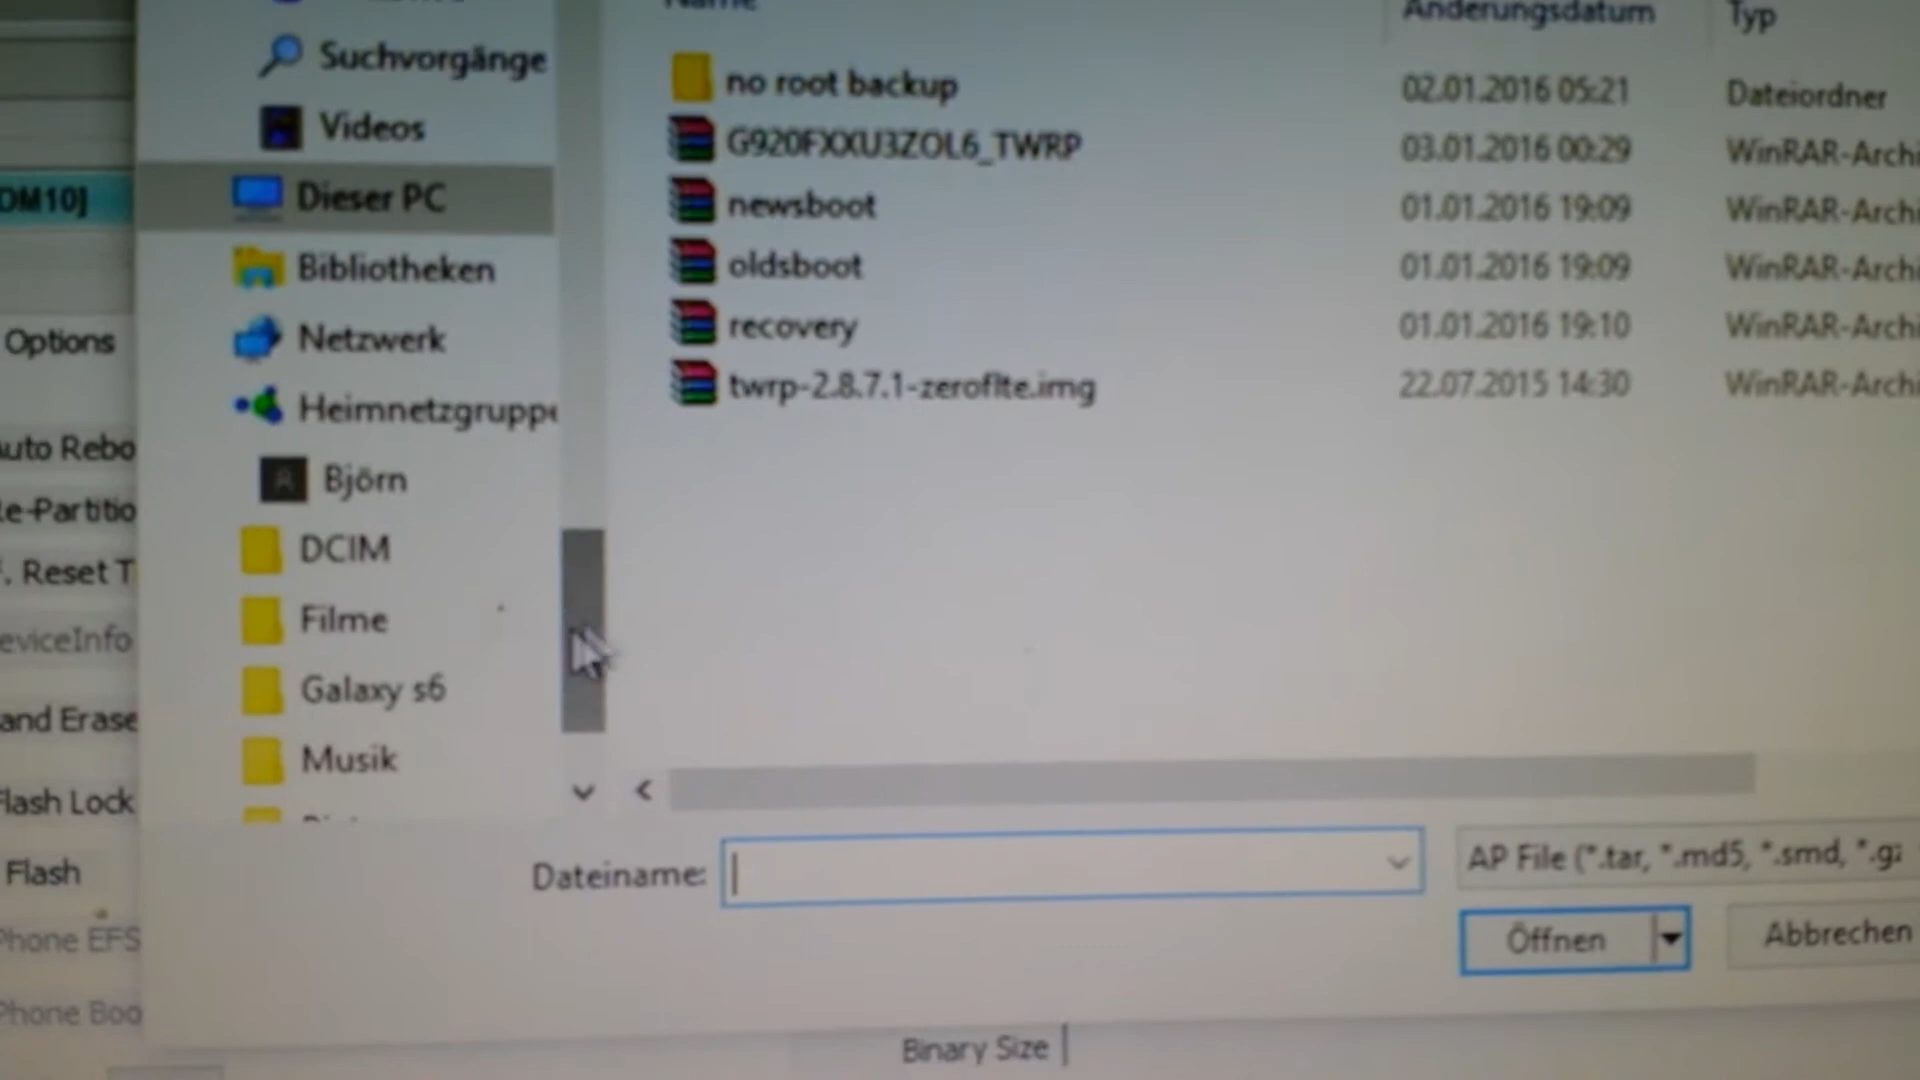 Name
Änderungsdatum
Typ
Suchvorgänge
Videos
Dieser PC
Bibliotheken
Netzwerk
Heimnetzgruppe
Björn
DCIM
Filme
Galaxy s6
Musik
no root backup 02.01.2016 05:21 Dateiordner
G920FXXU3ZOL6_TWRP 03.01.2016 00:29 WinRAR-Archi
newsboot 01.01.2016 19:09 WinRAR-Archi
oldsboot 01.01.2016 19:09 WinRAR-Archi
recovery 01.01.2016 19:10 WinRAR-Archi
twrp-2.8.7.1-zeroflte.img 22.07.2015 14:30 WinRAR-Archi
OM10]
Options
Auto Rebo
Re-Partitio
F. Reset T
eviceInfo
and Erase
Flash Lock
Flash
Phone EFS
Phone Boo
Dateiname:
AP File (*.tar, *.md5, *.smd, *.gz
Öffnen
Abbrechen
Binary Size